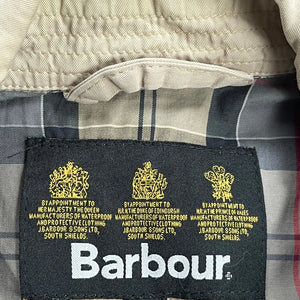 BY APPOINTMENT TO
HER MAJESTY THE QUEEN
MANUFACTURERS OF WATERPROOF
AND PROTECTIVE CLOTHING
J.BARBOUR & SONS LTD,
SOUTH SHIELDS.
BY APPOINTMENT TO
H.R.H. THE DUKE OF EDINBURGH
MANUFACTURERS OF WATERPROOF
AND PROTECTIVE CLOTHING
J.BARBOUR & SONS LTD,
SOUTH SHIELDS.
BY APPOINTMENT TO
H.R.H. THE PRINCE OF WALES
MANUFACTURERS OF WATERPROOF
AND PROTECTIVE CLOTHING
J.BARBOUR & SONS LTD,
SOUTH SHIELDS.
Barbour